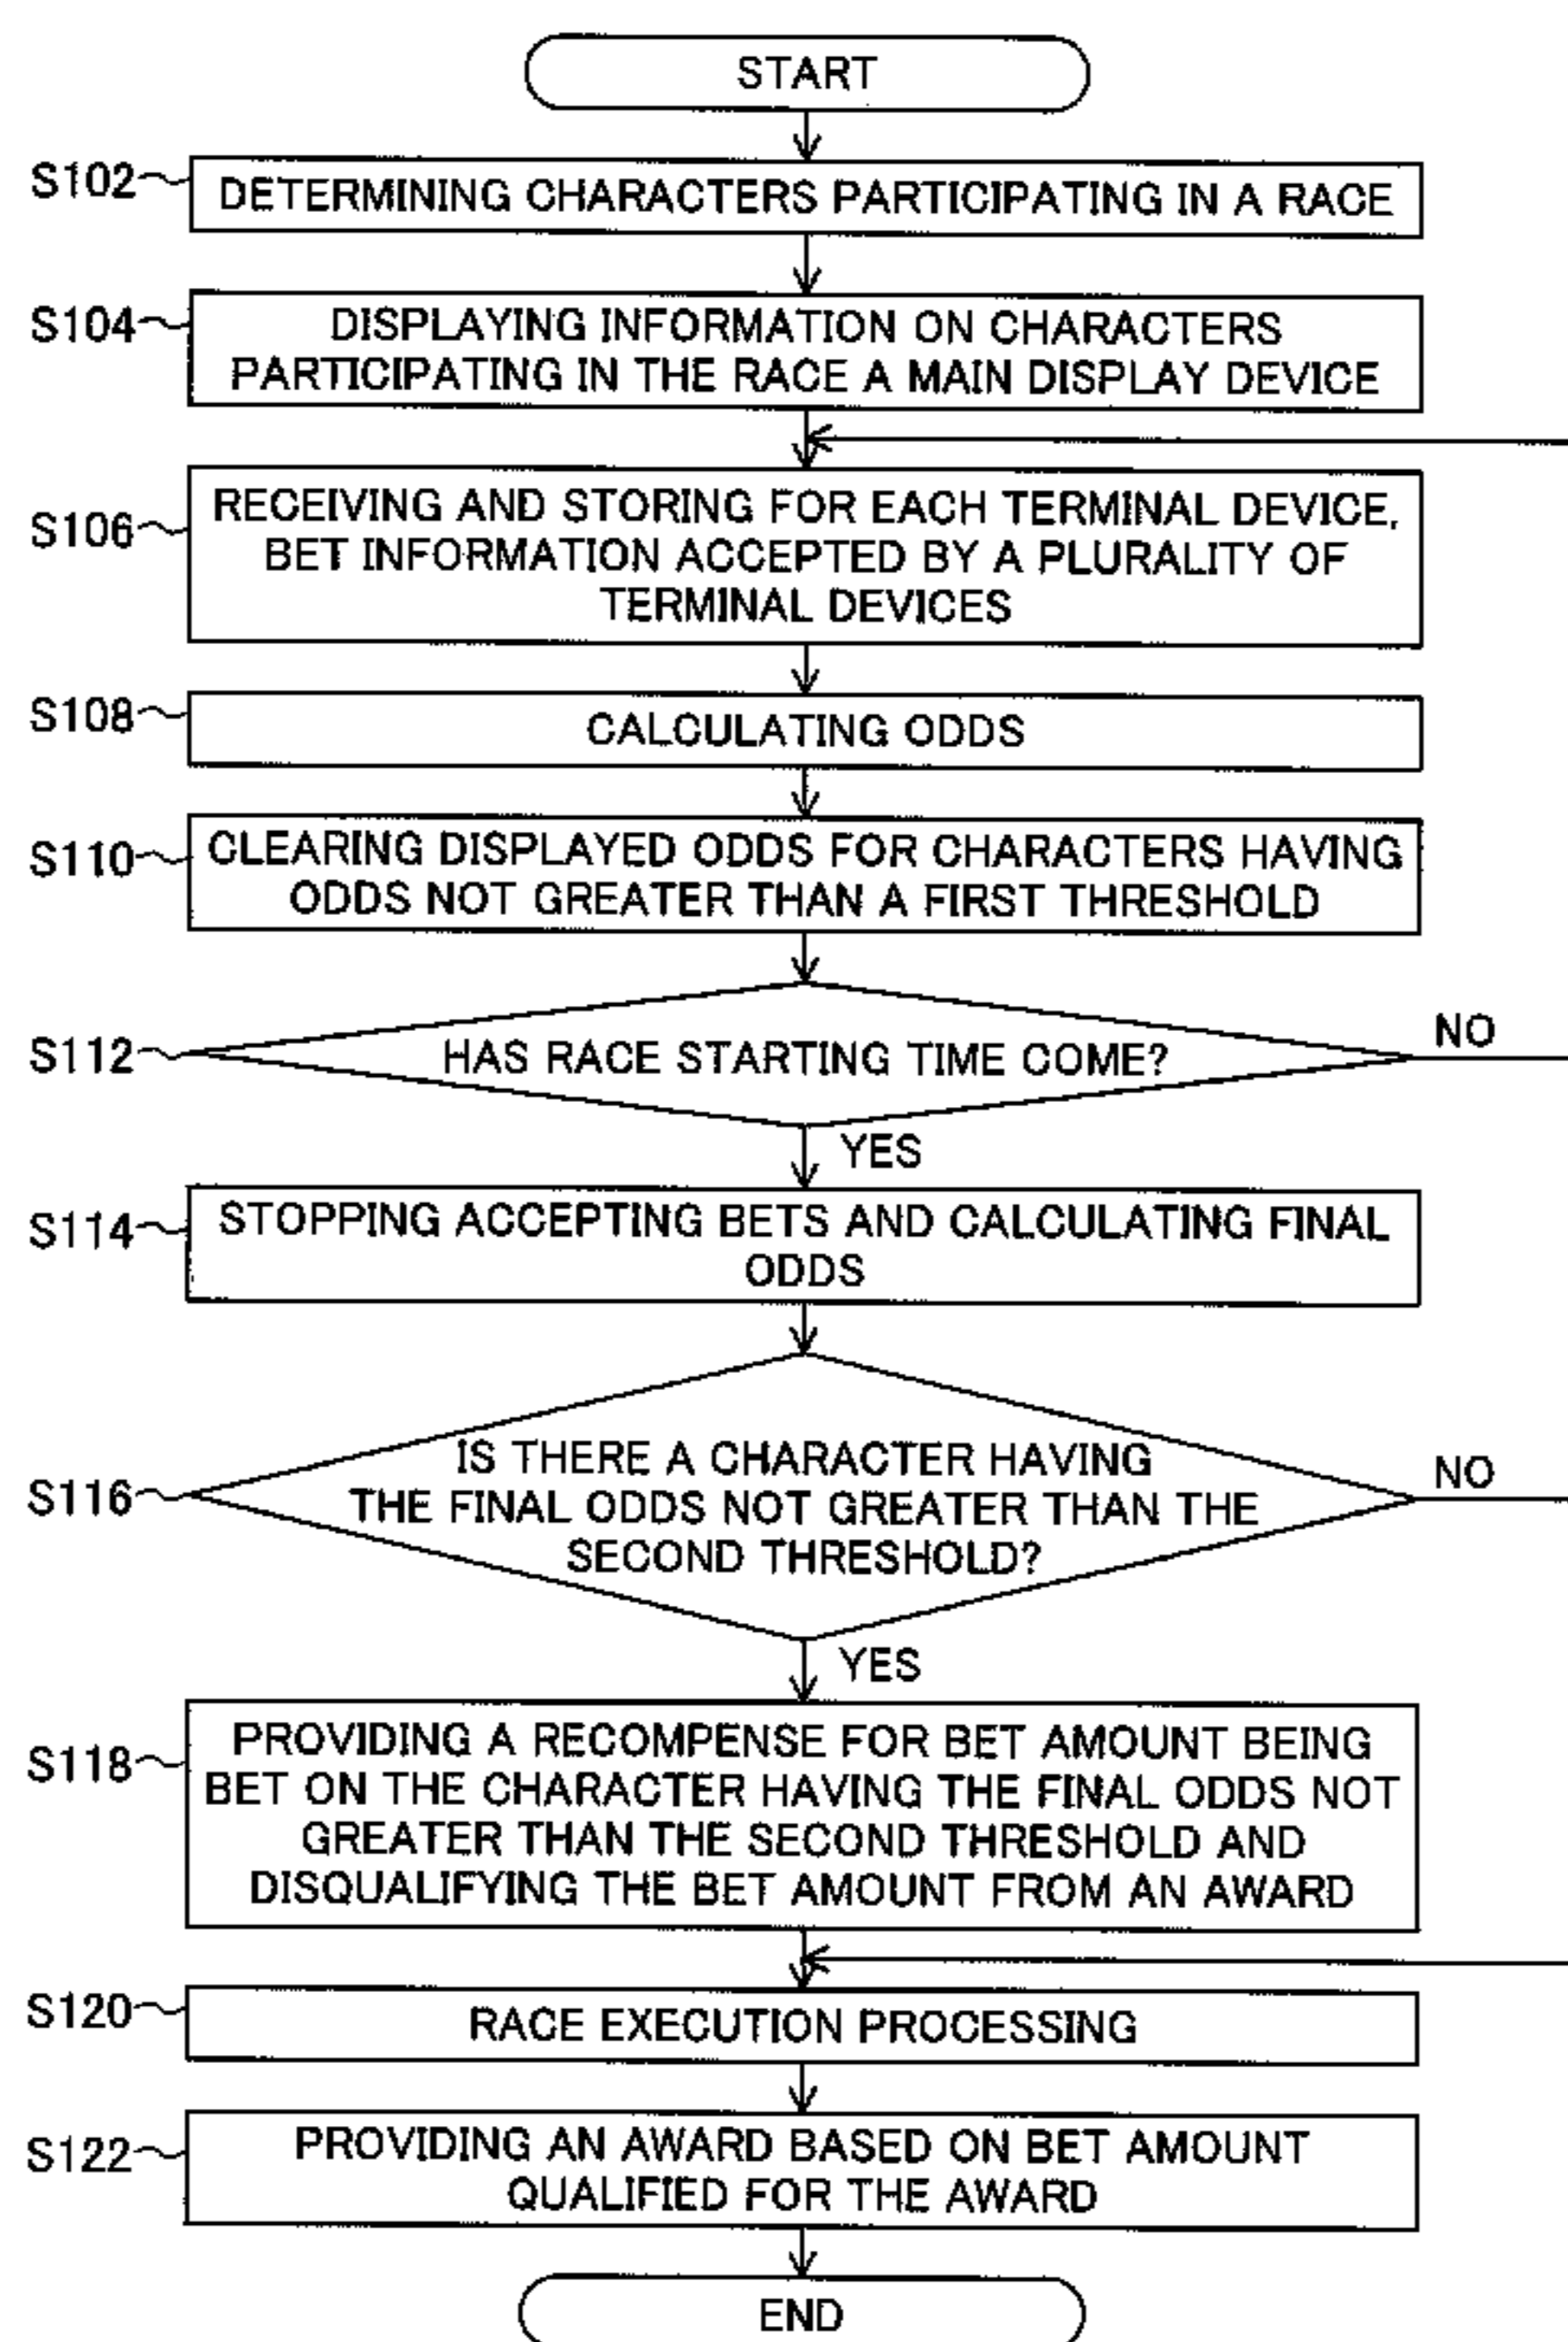 START
S102
DETERMINING CHARACTERS PARTICIPATING IN A RACE
S104
DISPLAYING INFORMATION ON CHARACTERS
PARTICIPATING IN THE RACE A MAIN DISPLAY DEVICE
S106
RECEIVING AND STORING FOR EACH TERMINAL DEVICE,
BET INFORMATION ACCEPTED BY A PLURALITY OF
TERMINAL DEVICES
S108
CALCULATING ODDS
S110
CLEARING DISPLAYED ODDS FOR CHARACTERS HAVING
ODDS NOT GREATER THAN A FIRST THRESHOLD
S112
HAS RACE STARTING TIME COME?
NO
YES
S114
STOPPING ACCEPTING BETS AND CALCULATING FINAL
ODDS
S116
IS THERE A CHARACTER HAVING
THE FINAL ODDS NOT GREATER THAN THE
SECOND THRESHOLD?
NO
YES
S118
PROVIDING A RECOMPENSE FOR BET AMOUNT BEING
BET ON THE CHARACTER HAVING THE FINAL ODDS NOT
GREATER THAN THE SECOND THRESHOLD AND
DISQUALIFYING THE BET AMOUNT FROM AN AWARD
S120
RACE EXECUTION PROCESSING
S122
PROVIDING AN AWARD BASED ON BET AMOUNT
QUALIFIED FOR THE AWARD
END